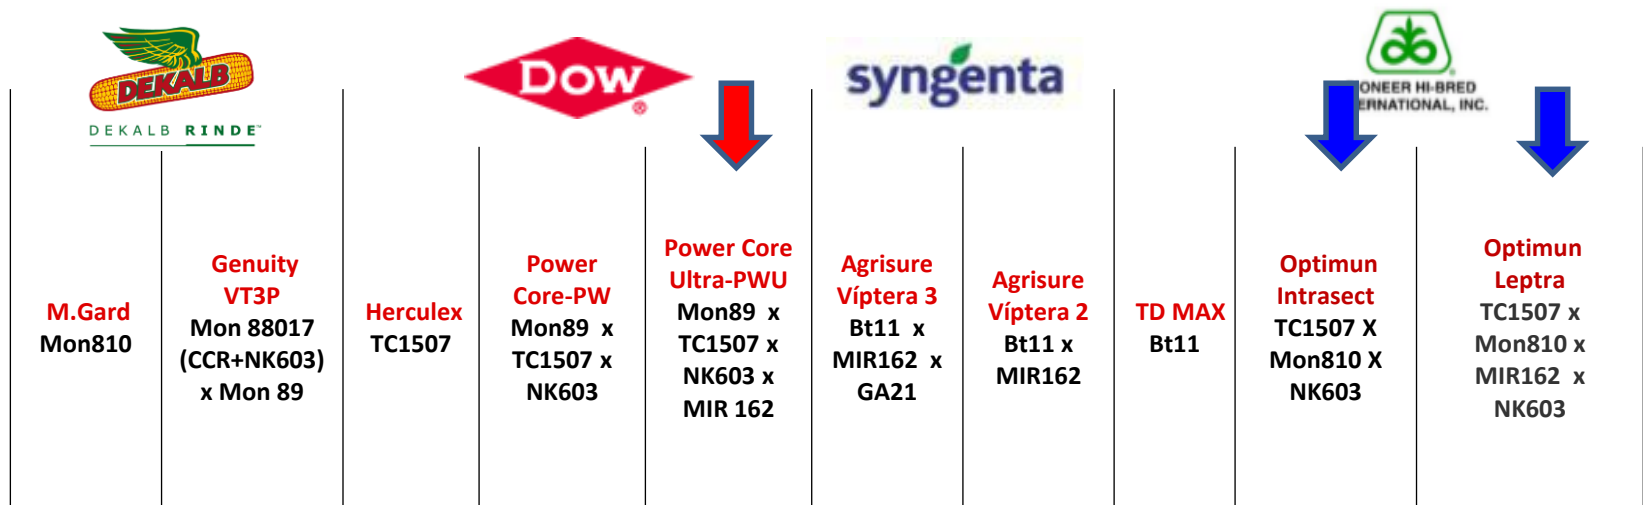 DEKALB
DEKALB RINDE™
Dow
®
syngenta
®
ONEER HI-BRED
ERNATIONAL, INC.
M.Gard
Mon810
Genuity
VT3P
Mon 88017
(CCR+NK603)
x Mon 89
Herculex
TC1507
Power
Core-PW
Mon89 x
TC1507 x
NK603
Power Core
Ultra-PWU
Mon89 x
TC1507 x
NK603 x
MIR 162
Agrisure
Víptera 3
Bt11 x
MIR162 x
GA21
Agrisure
Víptera 2
Bt11 x
MIR162
TD MAX
Bt11
Optimun
Intrasect
TC1507 X
Mon810 X
NK603
Optimun
Leptra
TC1507 x
Mon810 x
MIR162 x
NK603